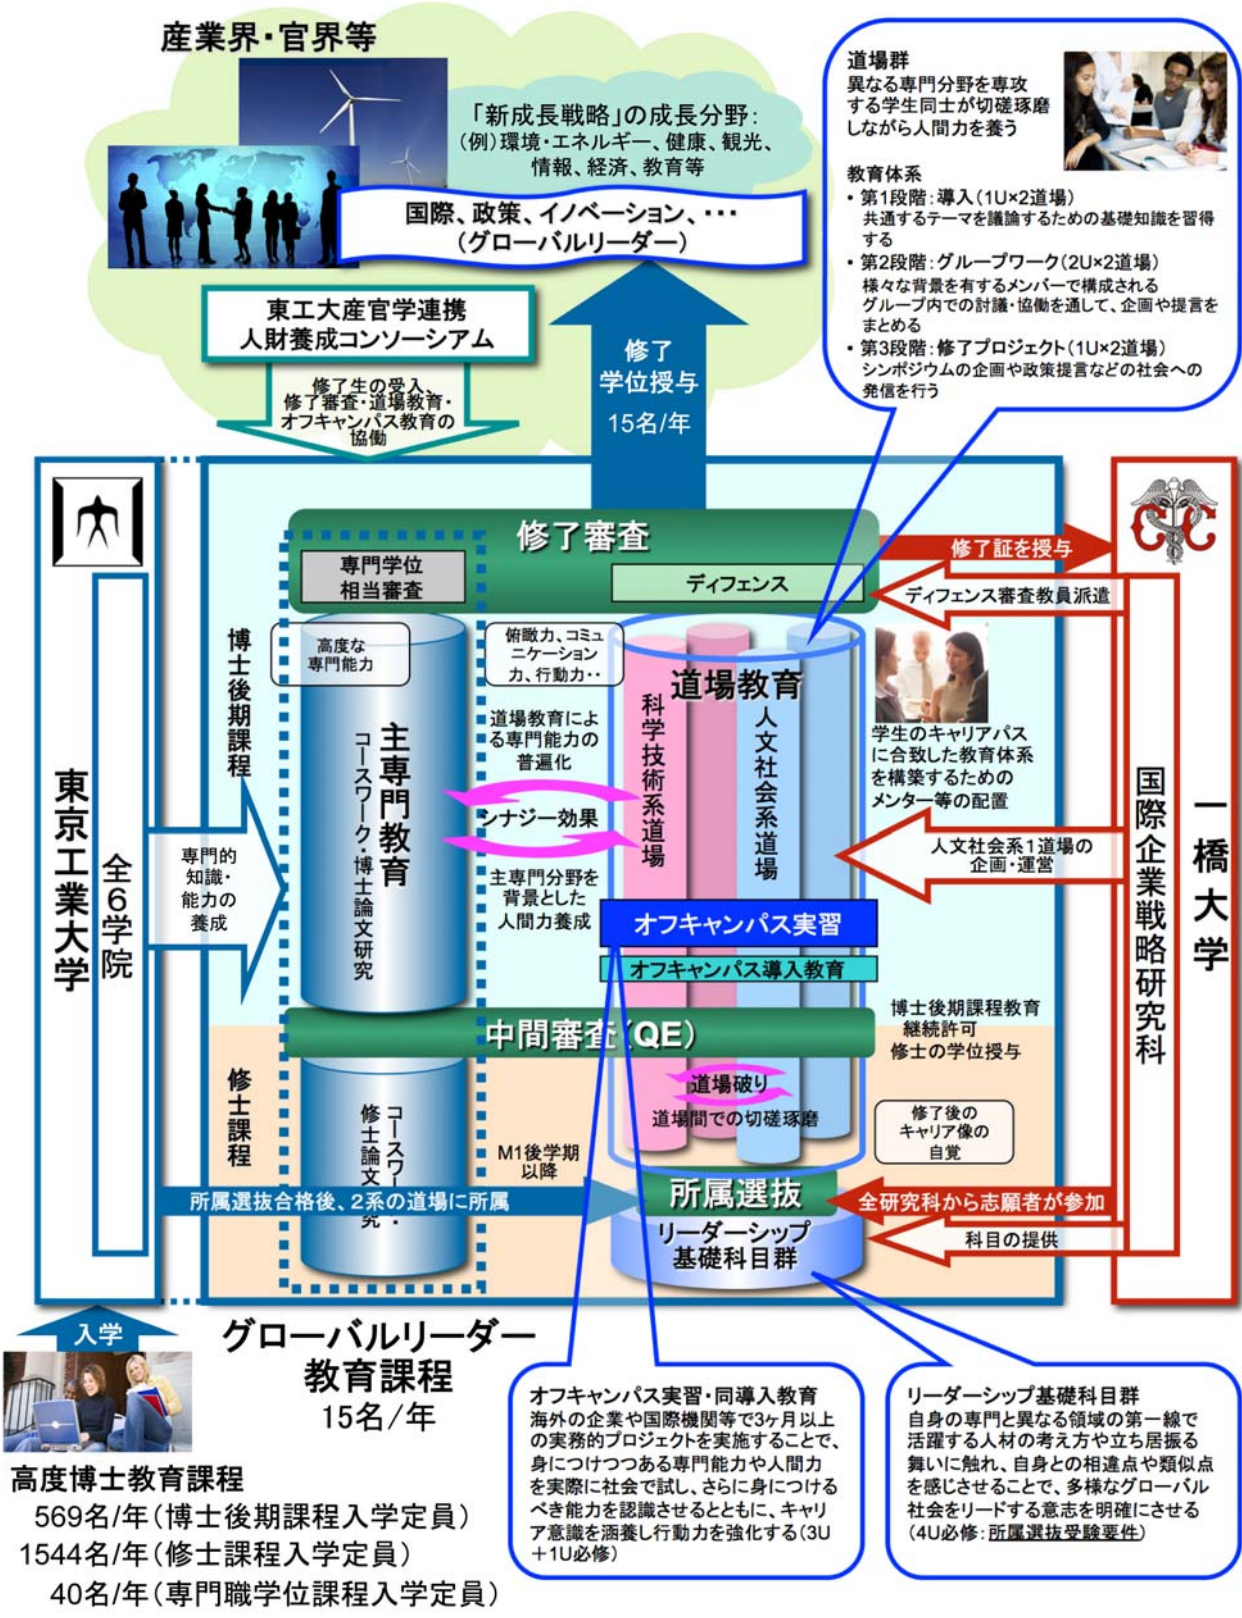 産業界・官界等
「新成長戦略」の成長分野：
(例)環境・エネルギー、健康、観光、
情報、経済、教育等
国際、政策、イノベーション、・・・
(グローバルリーダー)
東工大産官学連携
人財養成コンソーシアム
修了生の受入、
修了審査・道場教育・
オフキャンパス教育の
協働
修了
学位授与
15名/年
道場群
異なる専門分野を専攻
する学生同士が切磋琢磨
しながら人間力を養う
教育体系
・第1段階：導入(1U×2道場)
共通するテーマを議論するための基礎知識を習得
する
・第2段階：グループワーク(2U×2道場)
様々な背景を有するメンバーで構成される
グループ内での討議・協働を通して、企画や提言を
まとめる
・第3段階：修了プロジェクト(1U×2道場)
シンポジウムの企画や政策提言などの社会への
発信を行う
東京工業大学
全6学院
博士後期課程
修士課程
専門的
知識・
能力の
養成
修了審査
専門学位
相当審査
ディフェンス
高度な
専門能力
主専門教育
コースワーク・博士論文研究
俯瞰力、コミュ
ニケーション
力、行動力・・
道場教育によ
る専門能力の
普遍化
シナジー効果
主専門分野を
背景とした
人間力養成
道場教育
科学技術系道場
人文社会系道場
オフキャンパス実習
オフキャンパス導入教育
中間審査(QE)
道場破り
道場間での切磋琢磨
コースワーク・
修士論文研究
M1後学期
以降
所属選抜合格後、2系の道場に所属
所属選抜
リーダーシップ
基礎科目群
学生のキャリアパス
に合致した教育体系
を構築するための
メンター等の配置
博士後期課程教育
継続許可
修士の学位授与
修了後の
キャリア像の
自覚
修了証を授与
ディフェンス審査教員派遣
人文社会系1道場の
企画・運営
全研究科から志願者が参加
科目の提供
CC
国際企業戦略研究科
一橋大学
入学
グローバルリーダー
教育課程
15名/年
高度博士教育課程
569名/年(博士後期課程入学定員)
1544名/年(修士課程入学定員)
40名/年(専門職学位課程入学定員)
オフキャンパス実習・同導入教育
海外の企業や国際機関等で3ヶ月以上
の実務的プロジェクトを実施することで、
身につけつつある専門能力や人間力
を実際に社会で試し、さらに身につける
べき能力を認識させるとともに、キャリ
ア意識を涵養し行動力を強化する(3U
+1U必修)
リーダーシップ基礎科目群
自身の専門と異なる領域の第一線で
活躍する人材の考え方や立ち居振る
舞いに触れ、自身との相違点や類似点
を感じさせることで、多様なグローバル
社会をリードする意志を明確にさせる
(4U必修：所属選抜受験要件)